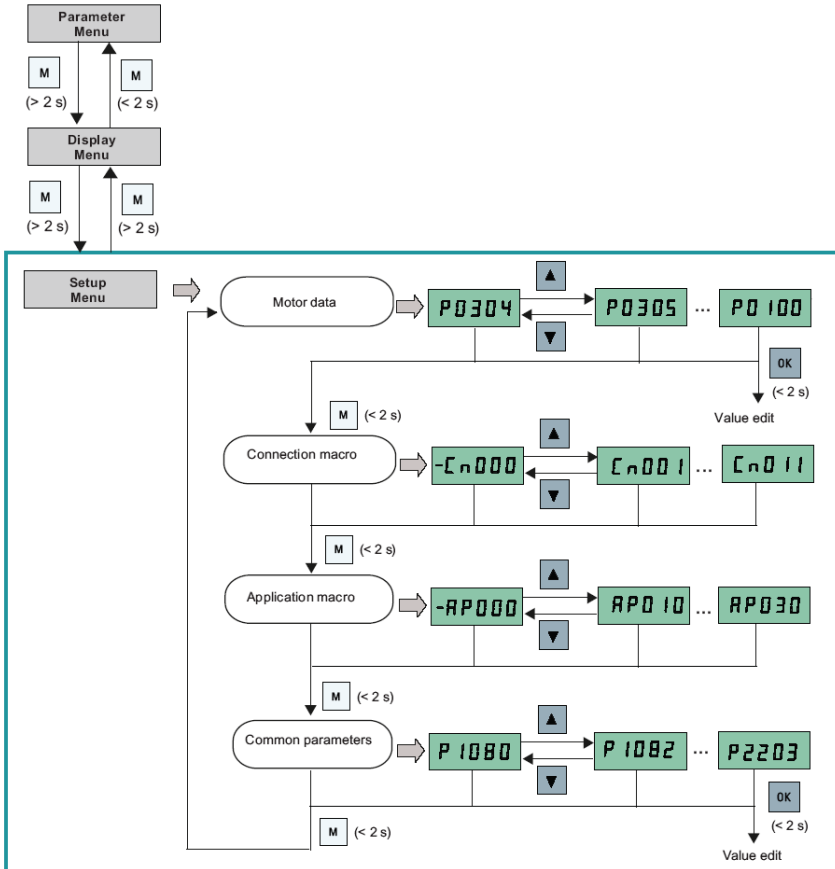 Parameter
Menu
M
M
(> 2 s)
(< 2 s)
Display
Menu
M
M
(> 2 s)
(> 2 s)
Setup
Menu
Motor data
P0304
▲
▼
P0305
...
P0100
OK
(< 2 s)
Value edit
M
(< 2 s)
Connection macro
-Cn000
▲
▼
Cn001
...
Cn011
M
(< 2 s)
Application macro
-AP000
▲
▼
AP010
...
AP030
M
(< 2 s)
Common parameters
P1080
▲
▼
P1082
...
P2203
OK
(< 2 s)
Value edit
M
(< 2 s)